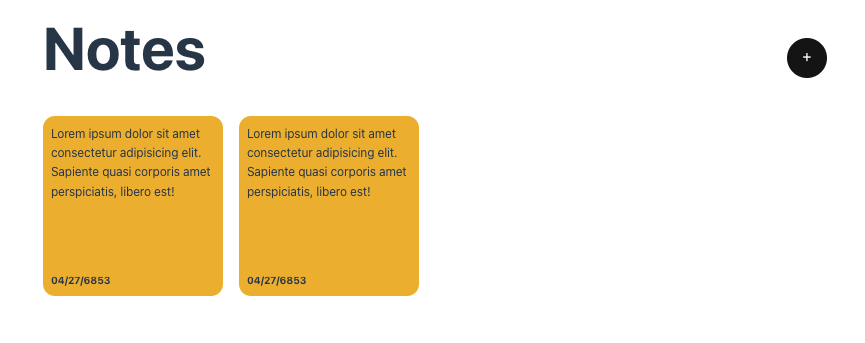 Notes
+
Lorem ipsum dolor sit amet
consectetur adipisicing elit.
Sapiente quasi corporis amet
perspiciatis, libero est!
04/27/6853
Lorem ipsum dolor sit amet
consectetur adipisicing elit.
Sapiente quasi corporis amet
perspiciatis, libero est!
04/27/6853